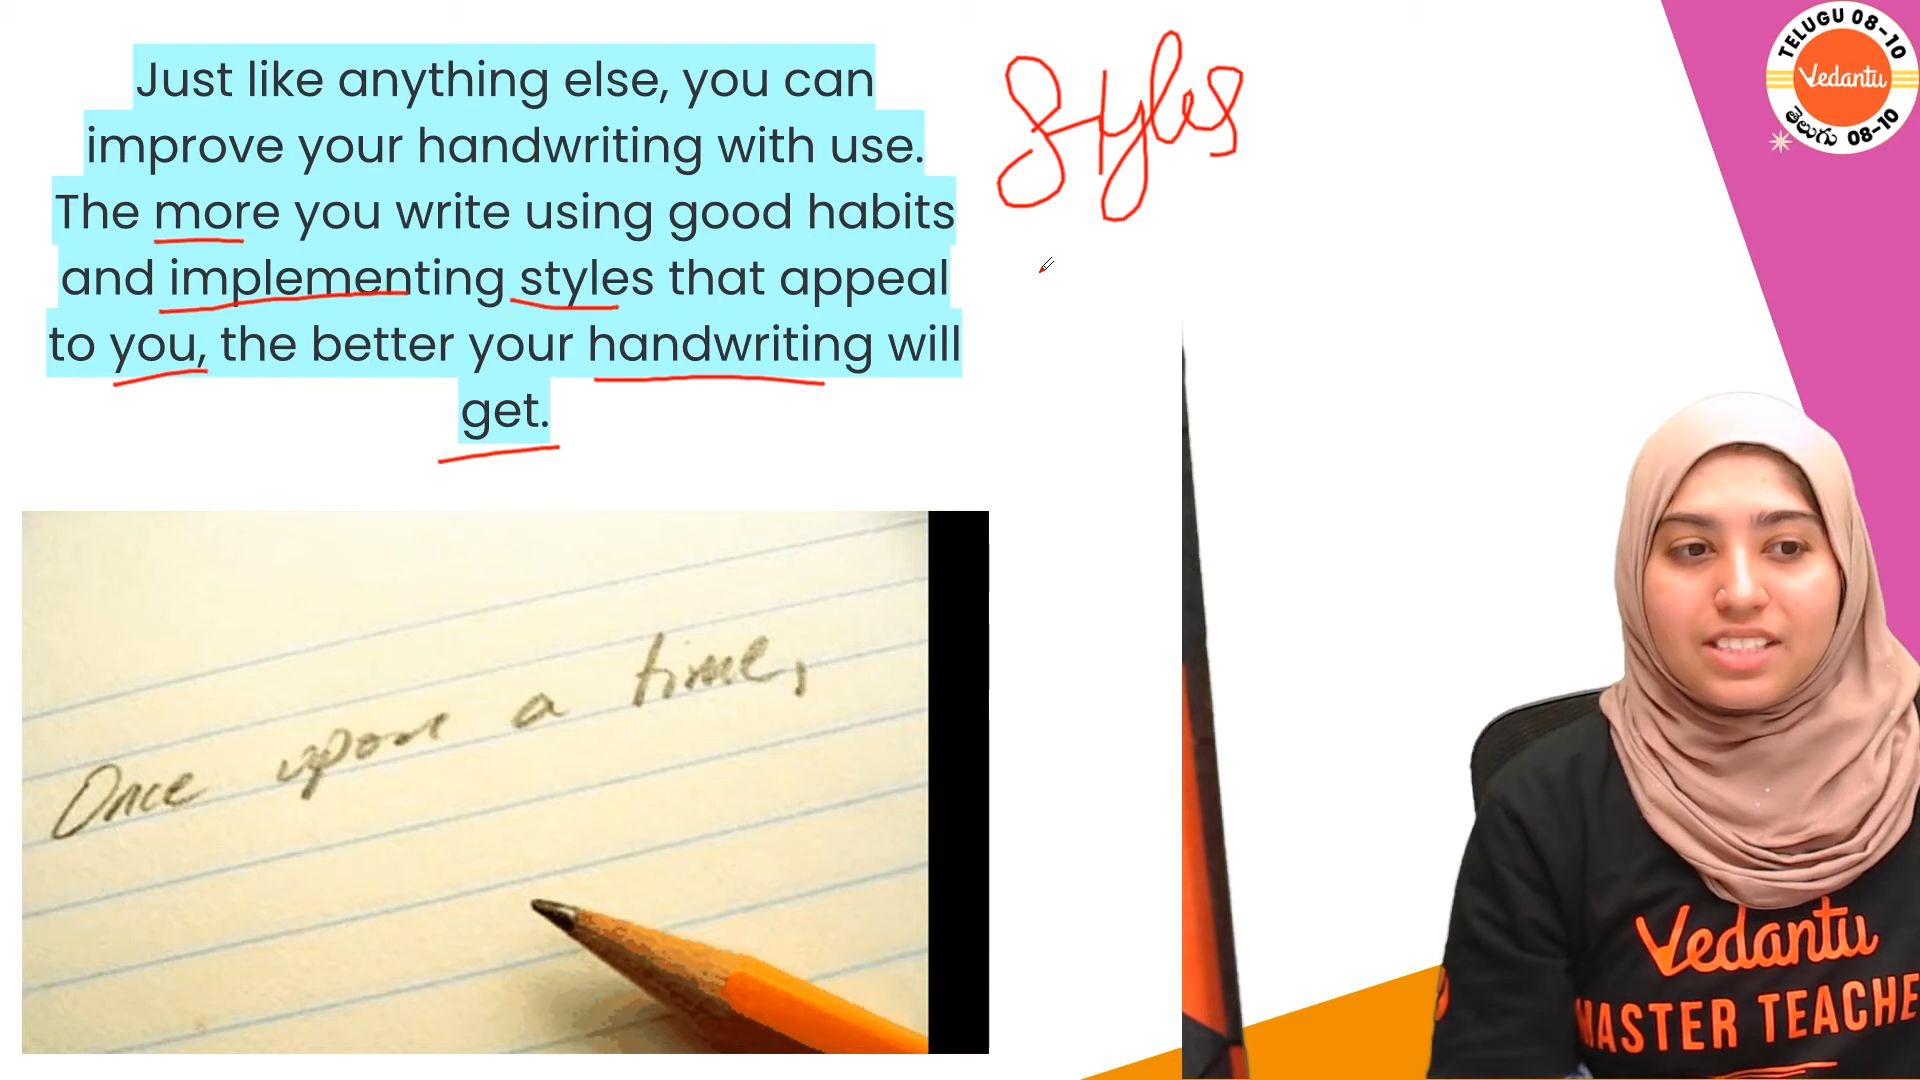 Just like anything else, you can
improve your handwriting with use.
The more you write using good habits
and implementing styles that appeal
to you, the better your handwriting will
get.
Styles
TELUGU 08-10
Vedantu
తెలుగు 08-10
Once upon a time,
Vedantu
MASTER TEACHE